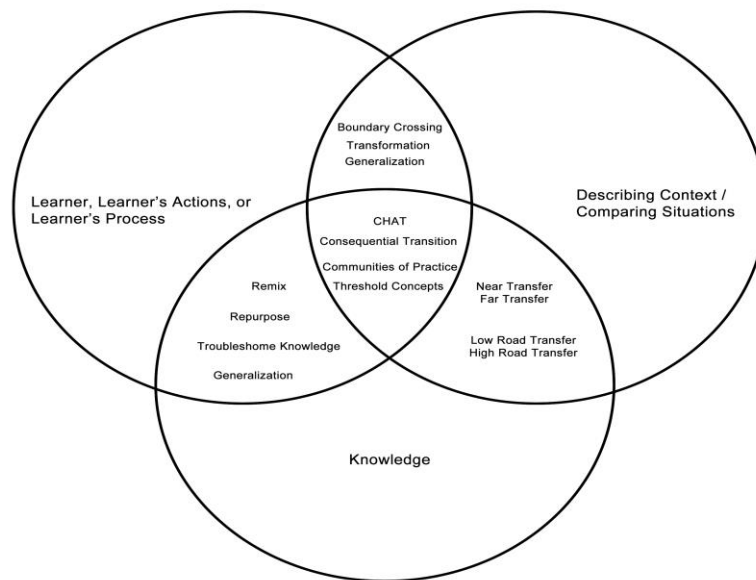 Boundary Crossing
Transformation
Generalization
Learner, Learner's Actions, or
Learner's Process
Describing Context /
Comparing Situations
CHAT
Consequential Transition
Communities of Practice
Threshold Concepts
Remix
Repurpose
Troubleshome Knowledge
Generalization
Near Transfer
Far Transfer
Low Road Transfer
High Road Transfer
Knowledge